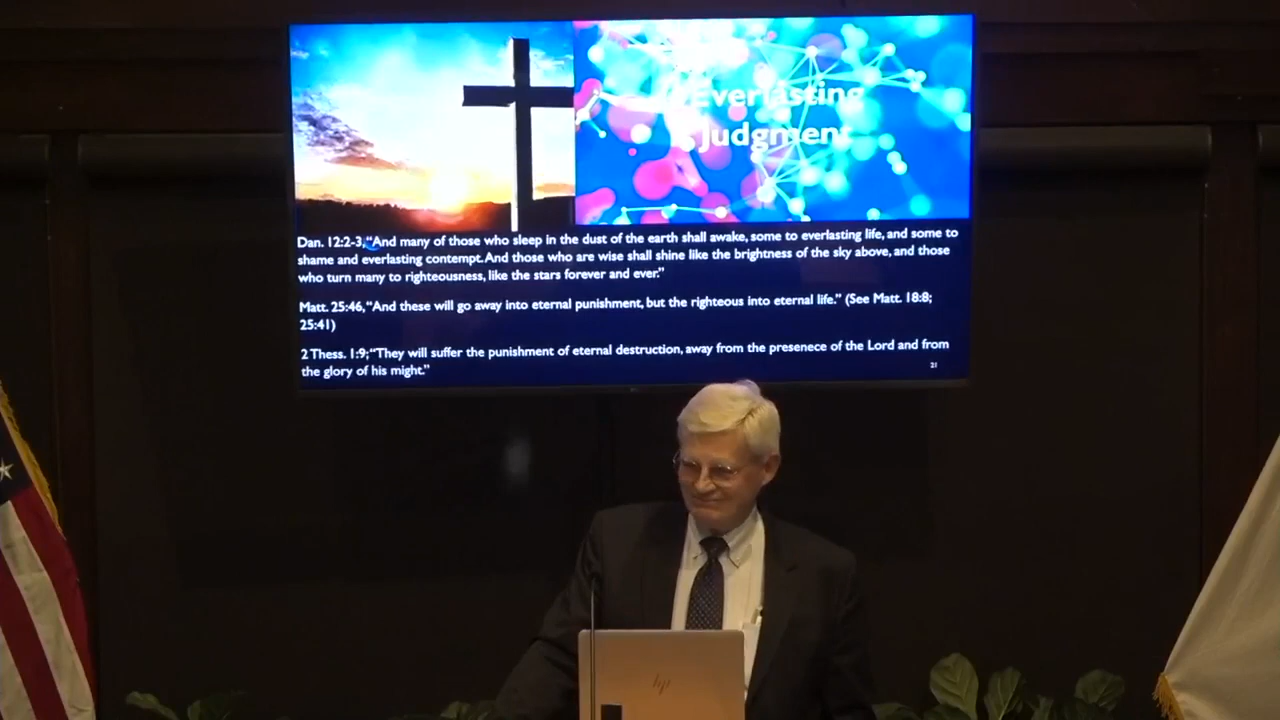 Everlasting
Judgment
Dan. 12:2-3,“And many of those who sleep in the dust of the earth shall awake, some to everlasting life, and some to
shame and everlasting contempt. And those who are wise shall shine like the brightness of the sky above, and those
who turn many to righteousness, like the stars forever and ever.”
Matt. 25:46, “And these will go away into eternal punishment, but the righteous into eternal life.” (See Matt. 18:8;
25:41)
2 Thess. 1:9; “They will suffer the punishment of eternal destruction, away from the presenece of the Lord and from
the glory of his might.”
21
hp